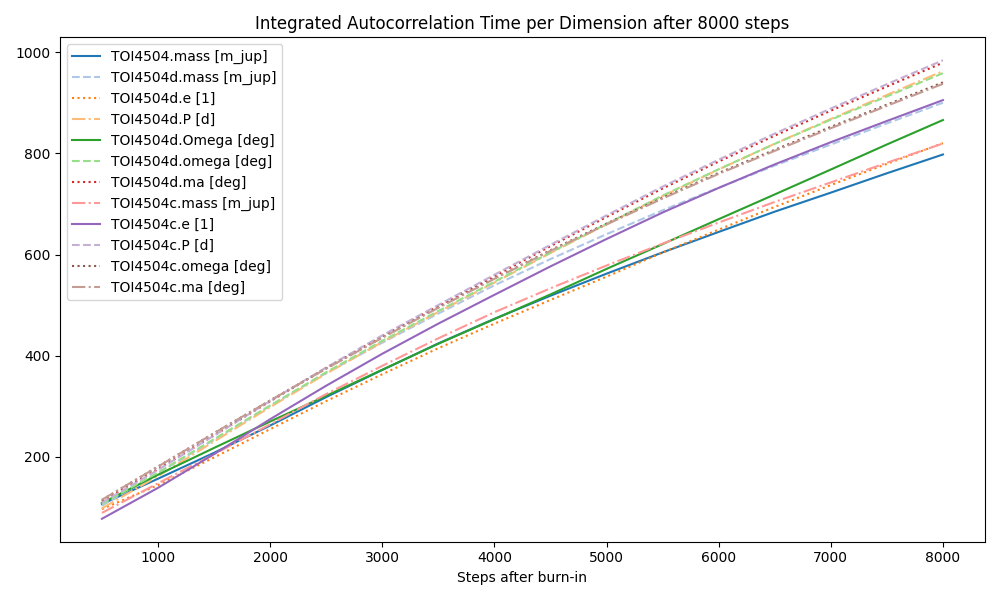 Integrated Autocorrelation Time per Dimension after 8000 steps
1000
800
600
400
200
TOI4504.mass [m_jup]
TOI4504d.mass [m_jup]
TOI4504d.e [1]
TOI4504d.P [d]
TOI4504d.Omega [deg]
TOI4504d.omega [deg]
TOI4504d.ma [deg]
TOI4504c.mass [m_jup]
TOI4504c.e [1]
TOI4504c.P [d]
TOI4504c.omega [deg]
TOI4504c.ma [deg]
1000 2000 3000 4000 5000 6000 7000 8000
Steps after burn-in